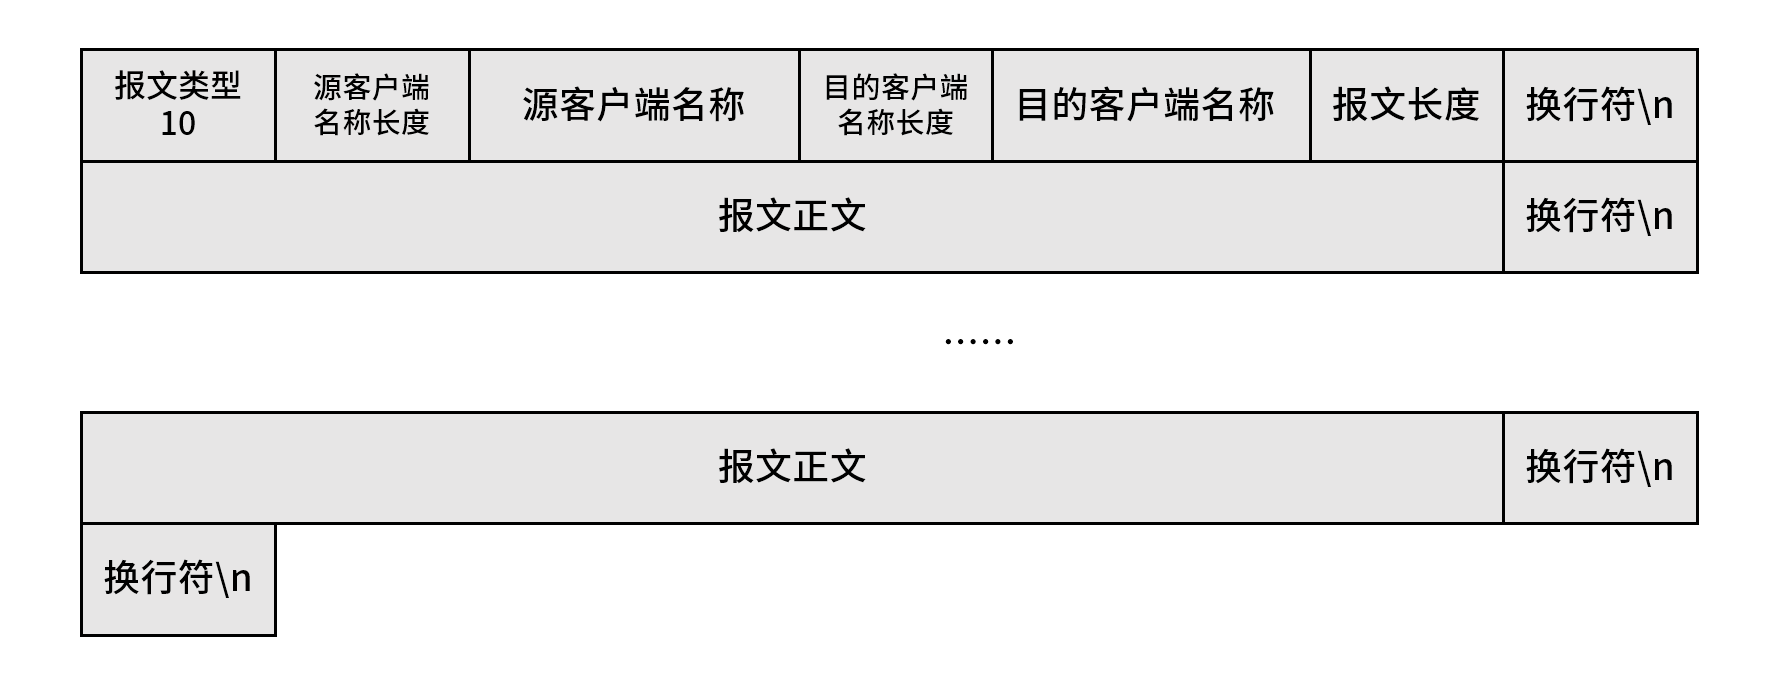 报文类型
10
源客户端
名称长度
源客户端名称
目的客户端
名称长度
目的客户端名称
报文长度
换行符\n
报文正文
换行符\n
......
报文正文
换行符\n
换行符\n